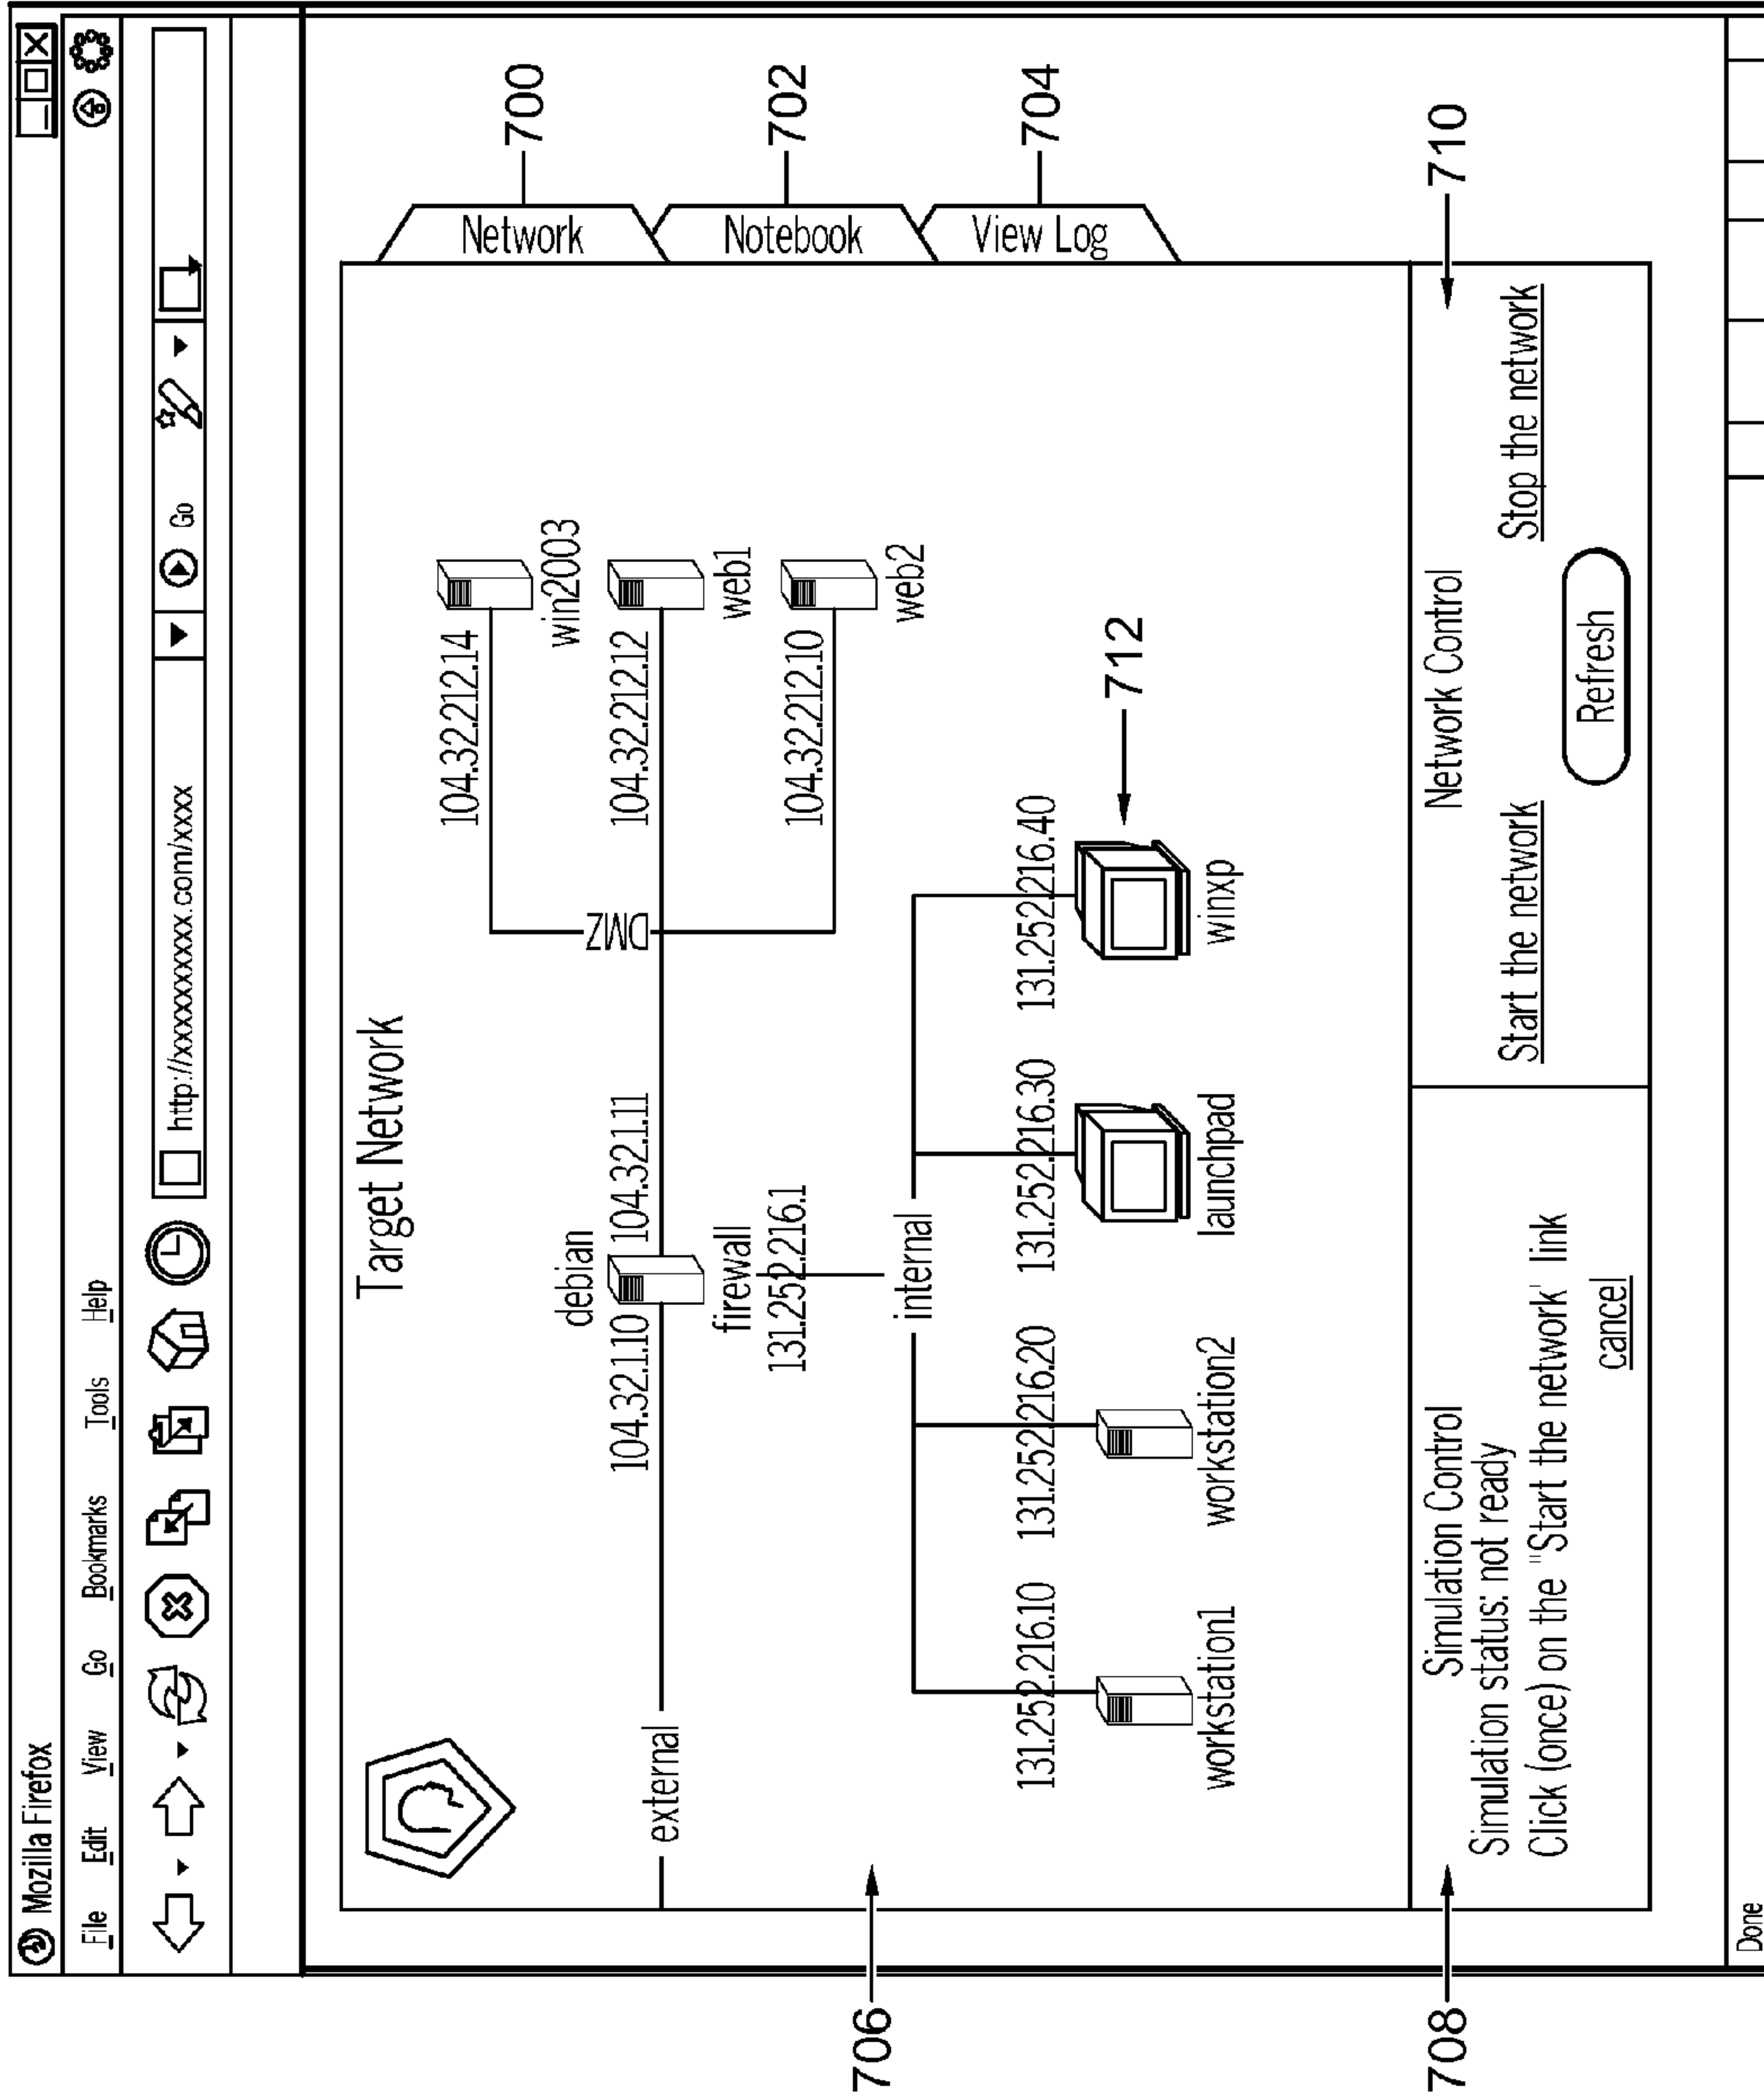 Mozilla Firefox
File Edit View Go Bookmarks Tools Help
http://xxxxxxxxxx.com/xxx
Go
Target Network
Network
700
Notebook
702
View Log
704
706
external
104.32.1.10
debian
104.32.1.11
firewall
131.252.216.1
DMZ
104.32.212.14
win2003
104.32.212.12
web1
104.32.212.10
web2
internal
131.252.216.10
workstation1
131.252.216.20
workstation2
131.252.216.30
launchpad
131.252.216.40
winxp
712
708
Simulation Control
Simulation status: not ready
Click (once) on the "Start the network' link
cancel
Network Control
710
Start the network Stop the network
Refresh
Done